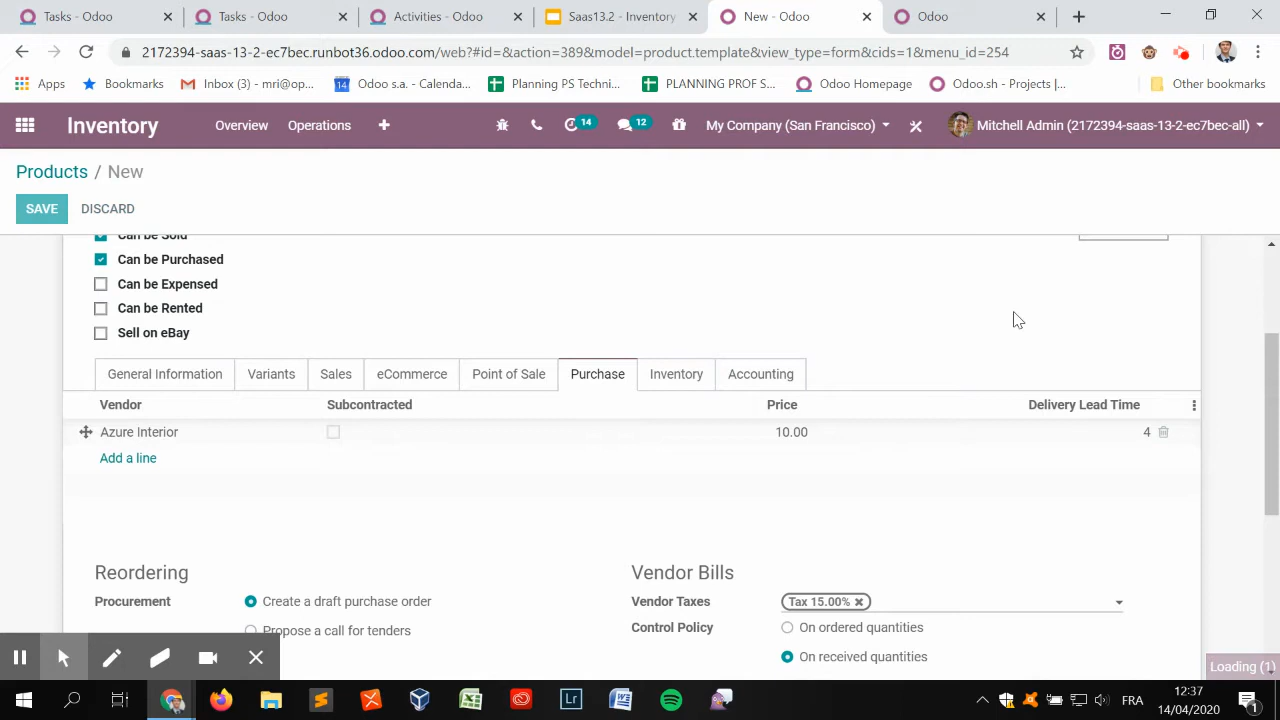 Tasks - Odoo
Tasks - Odoo
Activities - Odoo
Saas13.2 - Inventory
New - Odoo
Odoo
2172394-saas-13-2-ec7bec.runbot36.odoo.com/web?#id=&action=389&model=product.template&view_type=form&cids=1&menu_id=254
Apps
Bookmarks
Inbox (3) - mri@op...
14
Odoo s.a. - Calenda...
Planning PS Techni...
PLANNING PROF S...
Odoo Homepage
Odoo.sh - Projects |...
Other bookmarks
Inventory
Overview
Operations
14
12
My Company (San Francisco)
Mitchell Admin (2172394-saas-13-2-ec7bec-all)
Products / New
SAVE
DISCARD
Can be Sold
Can be Purchased
Can be Expensed
Can be Rented
Sell on eBay
General Information
Variants
Sales
eCommerce
Point of Sale
Purchase
Inventory
Accounting
Vendor
Subcontracted
Price
Delivery Lead Time
Azure Interior
10.00
4
Add a line
Reordering
Vendor Bills
Procurement
Create a draft purchase order
Vendor Taxes
Tax 15.00%
Propose a call for tenders
Control Policy
On ordered quantities
On received quantities
Loading (1)
FRA
12:37
14/04/2020
1